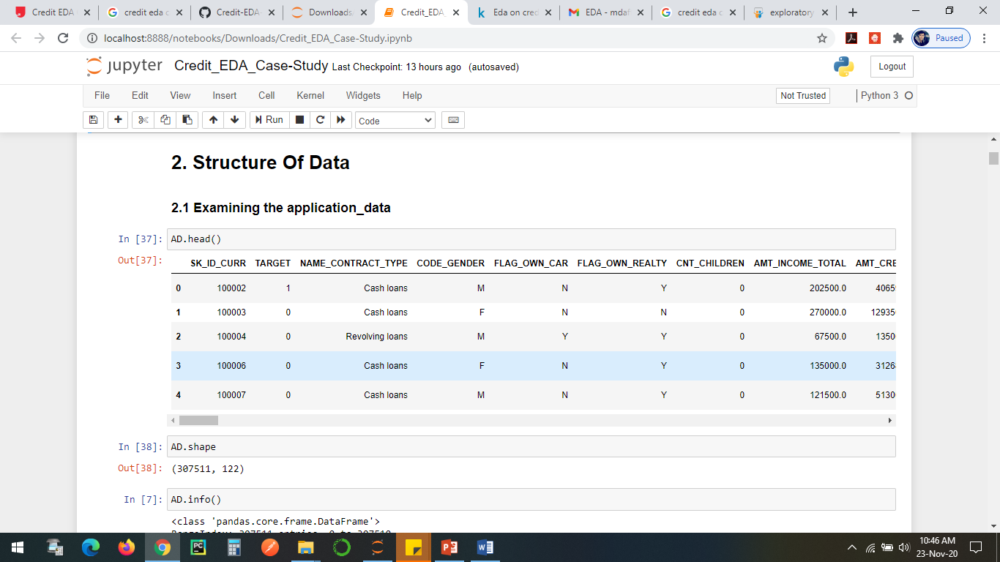 Credit EDA
credit eda c
Credit-EDA-
Downloads/
Credit_EDA_
Eda on cred
EDA - mdaf
credit eda c
exploratory
localhost:8888/notebooks/Downloads/Credit_EDA_Case-Study.ipynb
Paused
jupyter Credit_EDA_Case-Study Last Checkpoint: 13 hours ago (autosaved)
Logout
File Edit View Insert Cell Kernel Widgets Help
Not Trusted
Python 3
Run
Code
2. Structure Of Data
2.1 Examining the application_data
In [37]: AD.head()
Out[37]:
SK_ID_CURR TARGET NAME_CONTRACT_TYPE CODE_GENDER FLAG_OWN_CAR FLAG_OWN_REALTY CNT_CHILDREN AMT_INCOME_TOTAL AMT_CRE
0 100002 1 Cash loans M N Y 0 202500.0 4065
1 100003 0 Cash loans F N N 0 270000.0 12935
2 100004 0 Revolving loans M Y Y 0 67500.0 1350
3 100006 0 Cash loans F N Y 0 135000.0 3126
4 100007 0 Cash loans M N Y 0 121500.0 5130
In [38]: AD.shape
Out[38]: (307511, 122)
In [7]: AD.info()
<class 'pandas.core.frame.DataFrame'>
RangeIndex: 307511 entries, 0 to 307510
10:46 AM
23-Nov-20